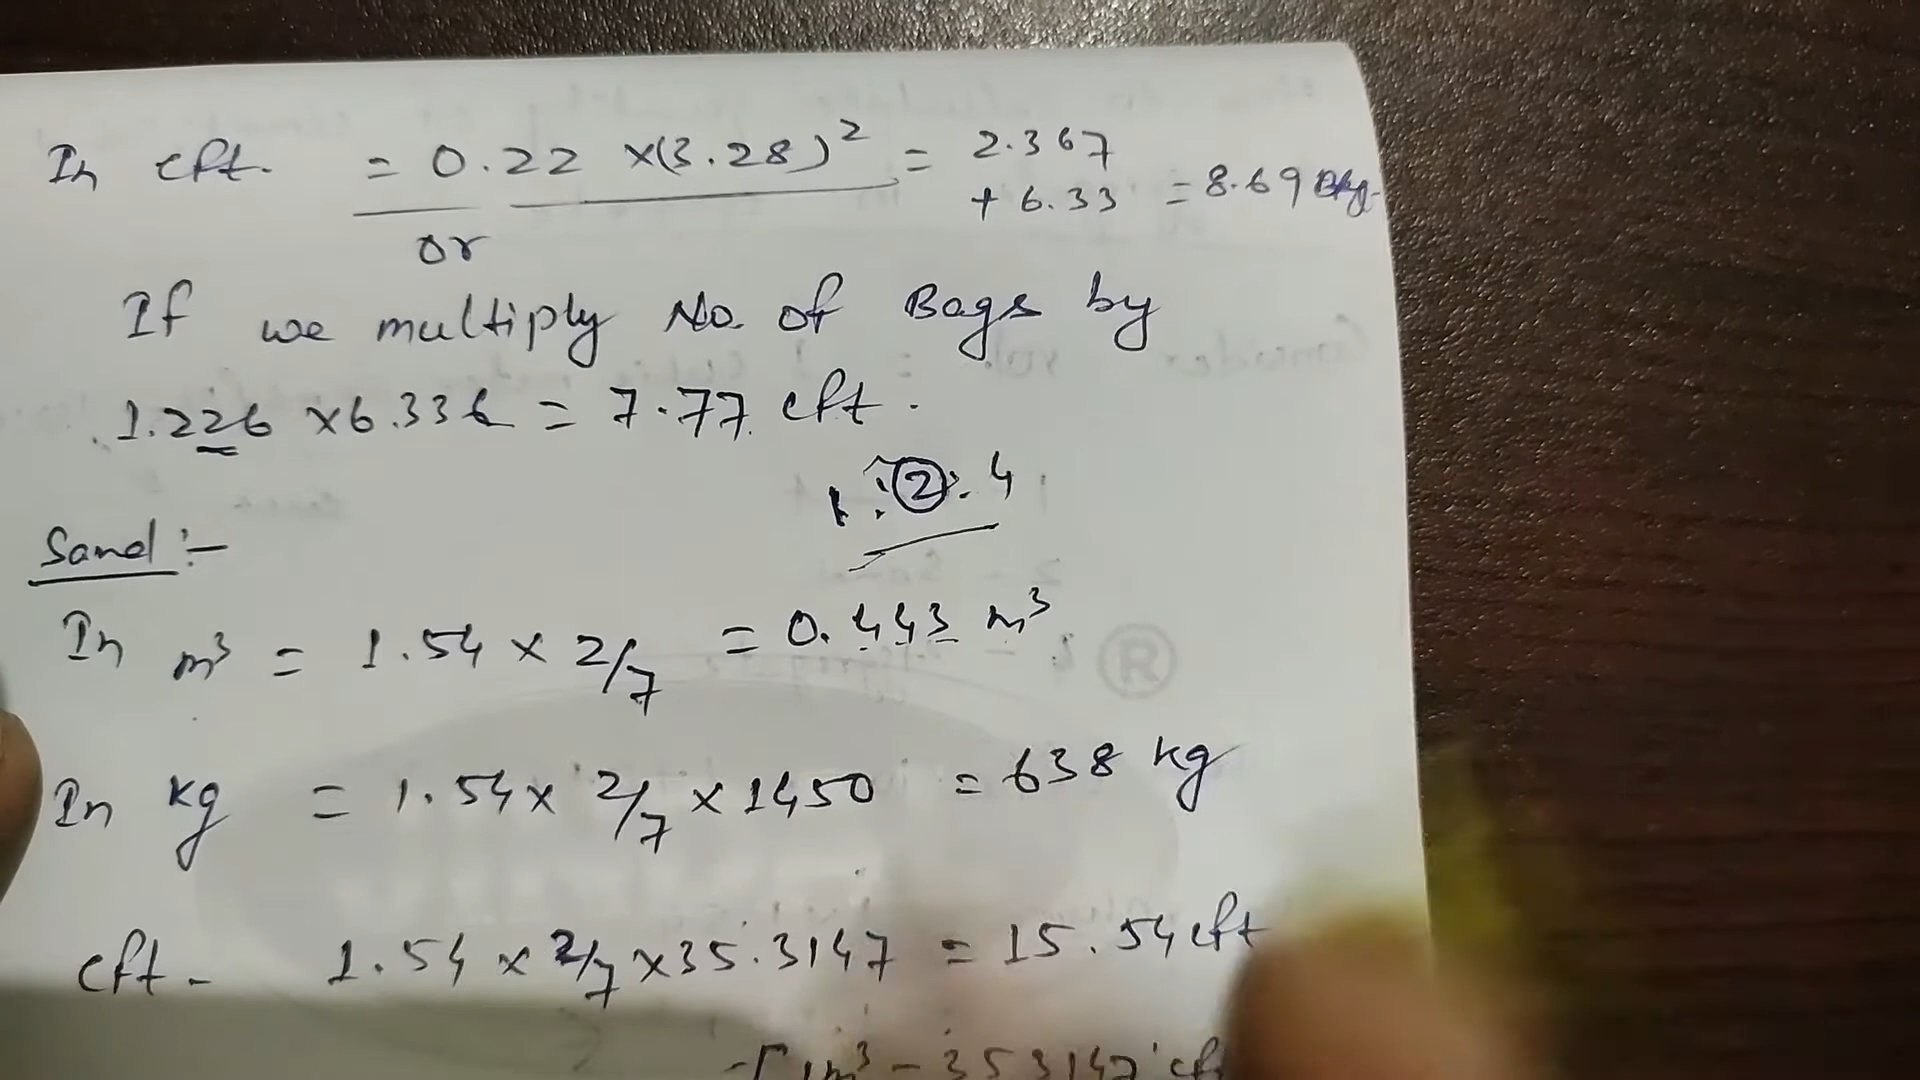 In cft. = 0.22 x(3.28)² = 2.367 + 6.33 = 8.69
or
If we multiply No. of Bags by
1.226 x 6.336 = 7.77 cft.
1:2:4
Sand :-
In m³ = 1.54 x 2/7 = 0.443 m³
In kg = 1.54 x 2/7 x 1450 = 638 kg
cft - 1.54 x 2/7 x 35.3147 = 15.54 cft
1m³ - 353147 cft